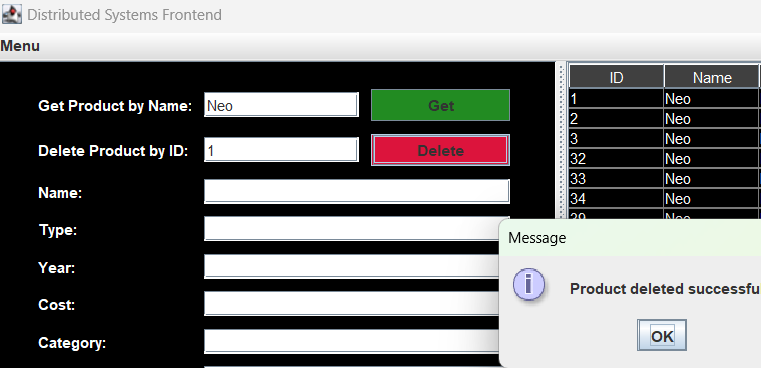 Distributed Systems Frontend
Menu
Get Product by Name: Neo Get
Delete Product by ID: 1 Delete
Name:
Type:
Year:
Cost:
Category:
ID Name
1 Neo
2 Neo
3 Neo
32 Neo
33 Neo
34 Neo
Neo
Message
Product deleted successfu
OK